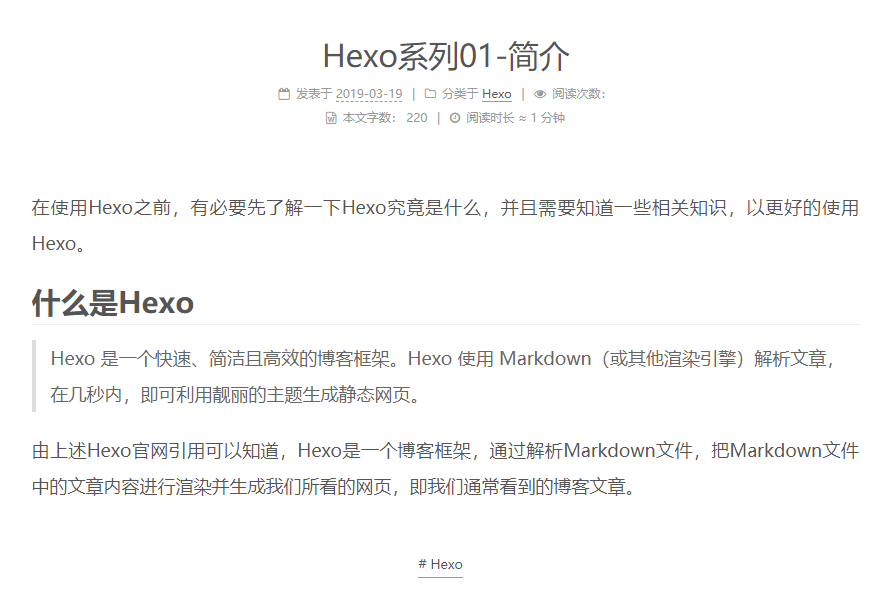 Hexo系列01-简介
发表于 2019-03-19 | 分类于 Hexo | 阅读次数：
本文字数： 220 | 阅读时长 ≈ 1 分钟
在使用Hexo之前，有必要先了解一下Hexo究竟是什么，并且需要知道一些相关知识，以更好的使用
Hexo。
什么是Hexo
Hexo 是一个快速、简洁且高效的博客框架。Hexo 使用 Markdown（或其他渲染引擎）解析文章，
在几秒内，即可利用靓丽的主题生成静态网页。
由上述Hexo官网引用可以知道，Hexo是一个博客框架，通过解析Markdown文件，把Markdown文件
中的文章内容进行渲染并生成我们所看的网页，即我们通常看到的博客文章。
# Hexo